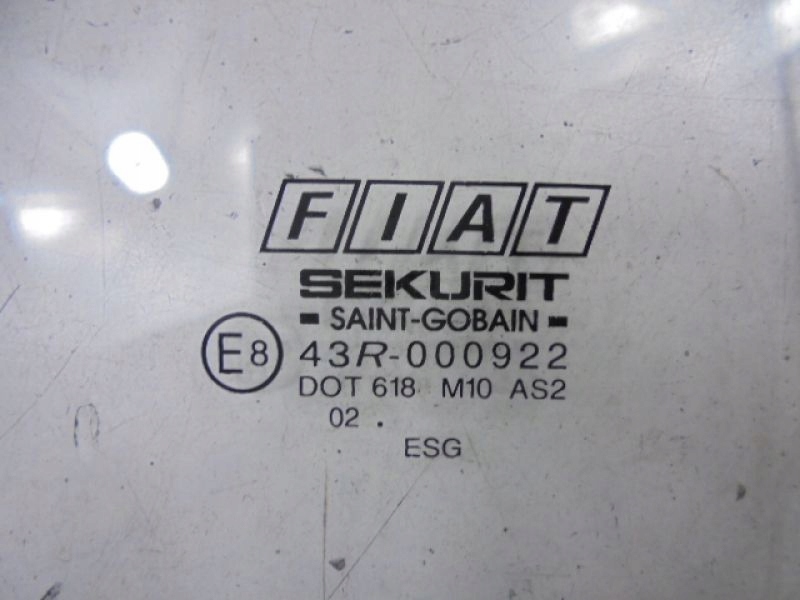 FIAT
SEKURIT
- SAINT-GOBAIN -
E8 43R-000922
DOT 618 M10 AS2
02 .
ESG